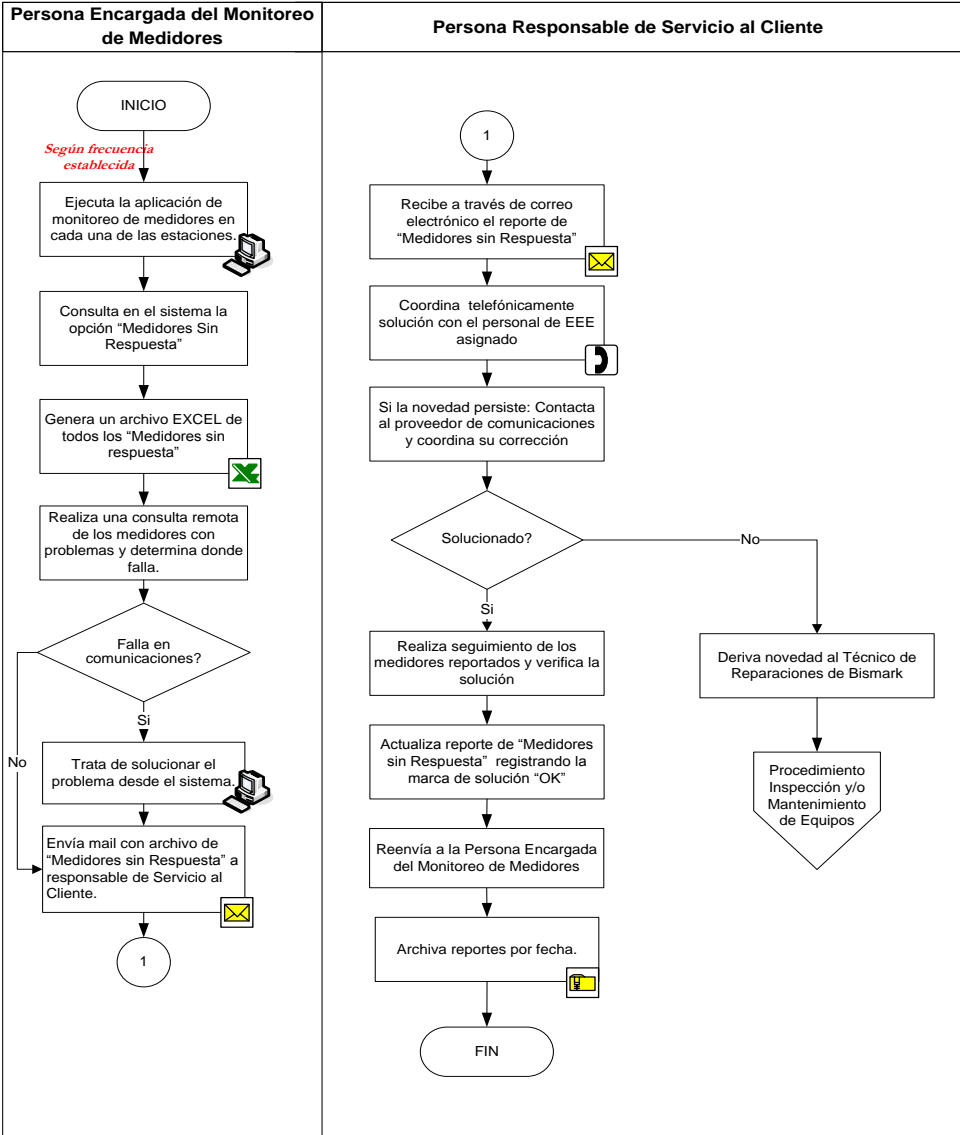 Persona Encargada del Monitoreo
de Medidores
Persona Responsable de Servicio al Cliente
INICIO
Según frecuencia
establecida
Ejecuta la aplicación de
monitoreo de medidores en
cada una de las estaciones.
Consulta en el sistema la
opción “Medidores Sin
Respuesta”
Genera un archivo EXCEL de
todos los “Medidores sin
respuesta”
Realiza una consulta remota
de los medidores con
problemas y determina donde
falla.
Falla en
comunicaciones?
Si
No
Trata de solucionar el
problema desde el sistema.
Envía mail con archivo de
“Medidores sin Respuesta” a
responsable de Servicio al
Cliente.
1
1
Recibe a través de correo
electrónico el reporte de
“Medidores sin Respuesta”
Coordina telefónicamente
solución con el personal de EEE
asignado
Si la novedad persiste: Contacta
al proveedor de comunicaciones
y coordina su corrección
Solucionado?
No
Si
Realiza seguimiento de los
medidores reportados y verifica la
solución
Actualiza reporte de “Medidores
sin Respuesta” registrando la
marca de solución “OK”
Reenvía a la Persona Encargada
del Monitoreo de Medidores
Archiva reportes por fecha.
FIN
Deriva novedad al Técnico de
Reparaciones de Bismark
Procedimiento
Inspección y/o
Mantenimiento
de Equipos